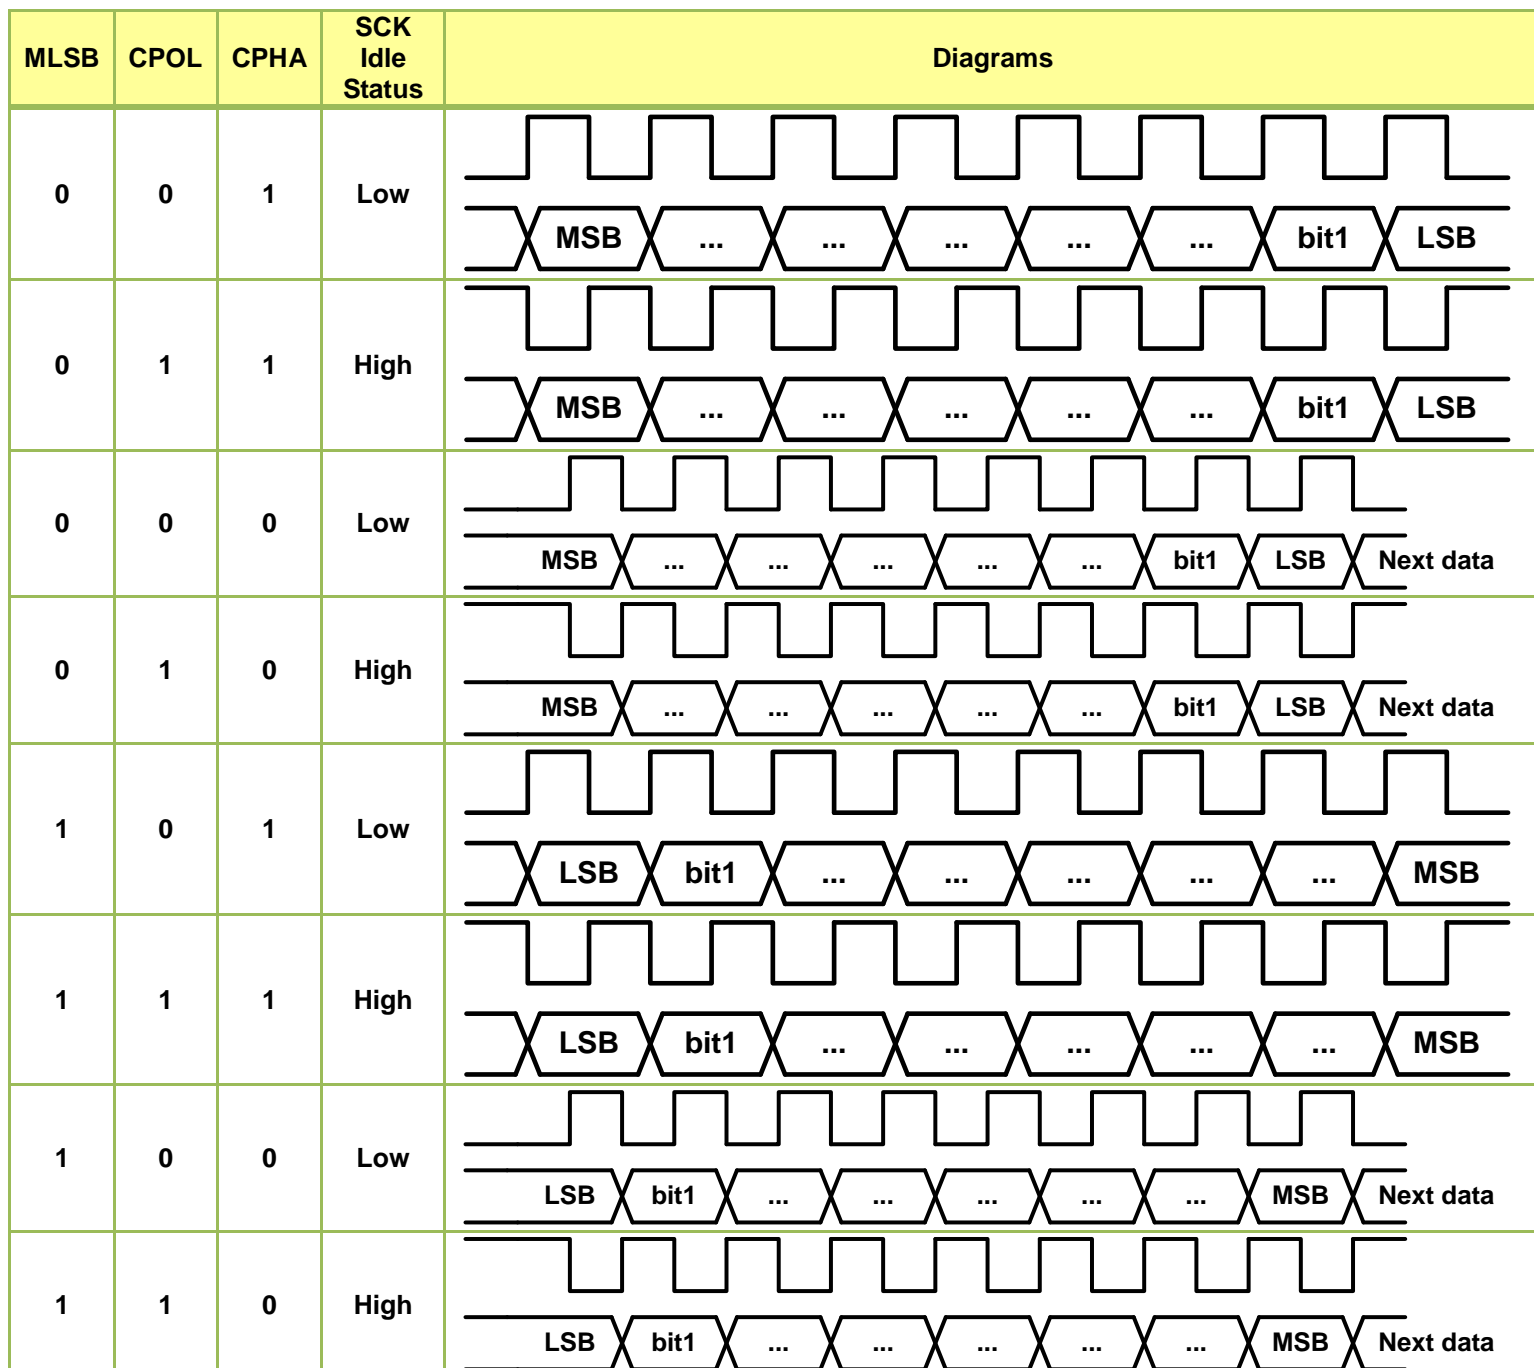 MLSB CPOL CPHA SCK Idle Status Diagrams
0 0 1 Low
MSB ... ... ... ... ... bit1 LSB
0 1 1 High
MSB ... ... ... ... ... bit1 LSB
0 0 0 Low
MSB ... ... ... ... ... bit1 LSB Next data
0 1 0 High
MSB ... ... ... ... ... bit1 LSB Next data
1 0 1 Low
LSB bit1 ... ... ... ... ... MSB
1 1 1 High
LSB bit1 ... ... ... ... ... MSB
1 0 0 Low
LSB bit1 ... ... ... ... ... MSB Next data
1 1 0 High
LSB bit1 ... ... ... ... ... MSB Next data